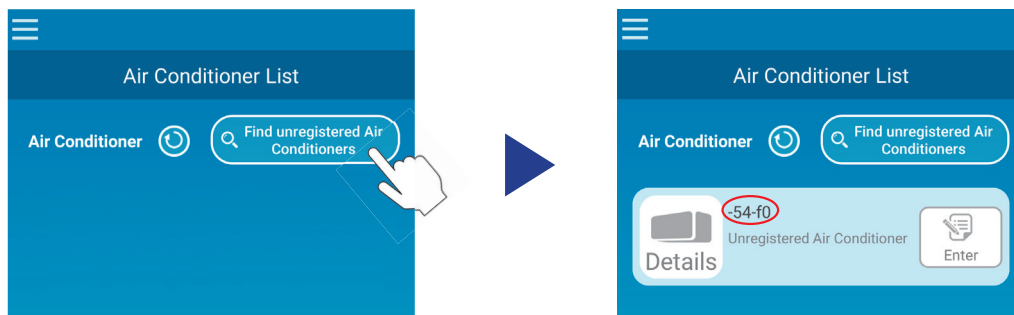 Air Conditioner List
Air Conditioner
Find unregistered Air
Conditioners
Air Conditioner List
Air Conditioner
Find unregistered Air
Conditioners
-54-f0
Unregistered Air Conditioner
Details
Enter